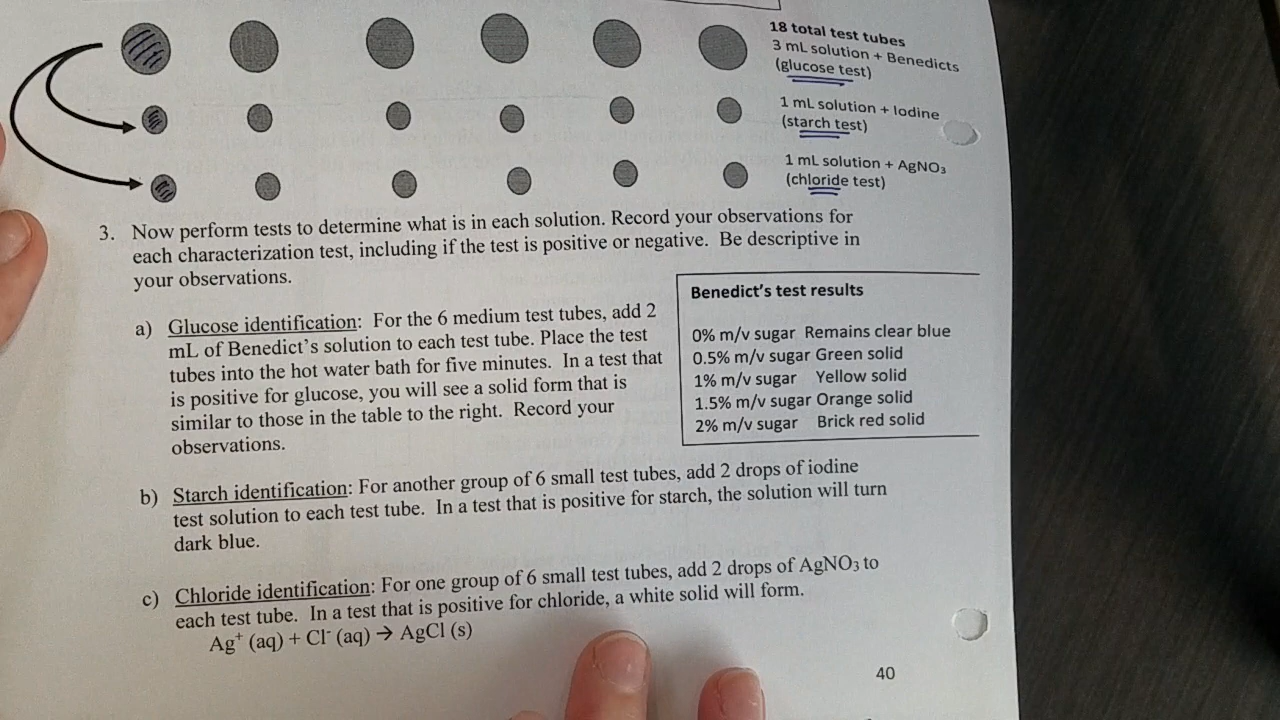 18 total test tubes
3 mL solution + Benedicts
(glucose test)
1 mL solution + Iodine
(starch test)
1 mL solution + AgNO₃
(chloride test)
3. Now perform tests to determine what is in each solution. Record your observations for
each characterization test, including if the test is positive or negative. Be descriptive in
your observations.
a) Glucose identification: For the 6 medium test tubes, add 2
mL of Benedict's solution to each test tube. Place the test
tubes into the hot water bath for five minutes. In a test that
is positive for glucose, you will see a solid form that is
similar to those in the table to the right. Record your
observations.
Benedict's test results
0% m/v sugar Remains clear blue
0.5% m/v sugar Green solid
1% m/v sugar Yellow solid
1.5% m/v sugar Orange solid
2% m/v sugar Brick red solid
b) Starch identification: For another group of 6 small test tubes, add 2 drops of iodine
test solution to each test tube. In a test that is positive for starch, the solution will turn
dark blue.
c) Chloride identification: For one group of 6 small test tubes, add 2 drops of AgNO₃ to
each test tube. In a test that is positive for chloride, a white solid will form.
Ag⁺ (aq) + Cl⁻ (aq) → AgCl (s)
40